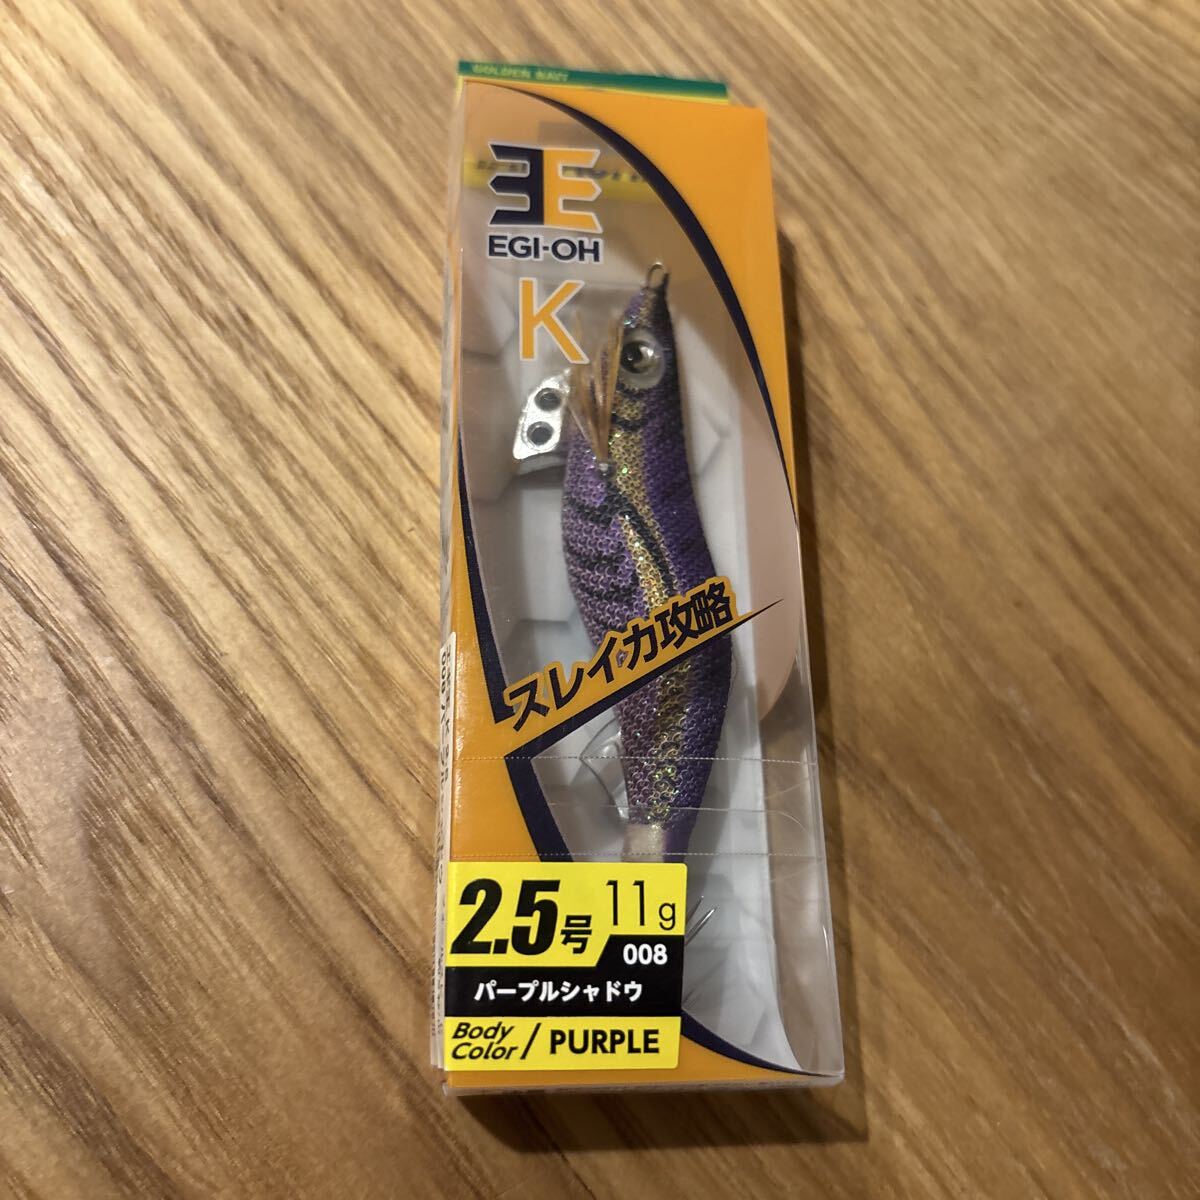 GOLDEN BAIT
EGI-OH
K
スレイカ攻略
2.5号
11g
008
パープルシャドウ
Body Color / PURPLE